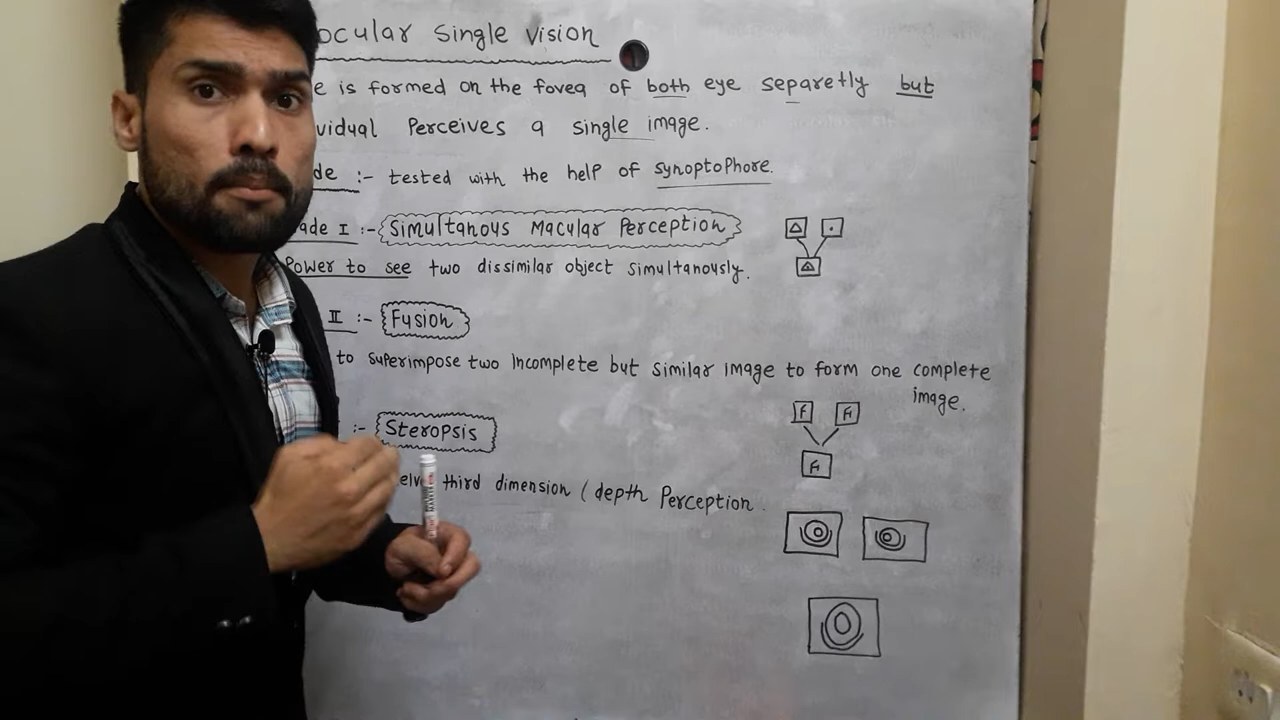 ocular Single Vision
e is formed on the fovea of both eye separetly but
vidual Perceives a single image.
de :- tested with the help of synoptophore.
ade I :- Simultanous Macular Perception
Power to see two dissimilar object simultanously.
II :- Fusion
to superimpose two Incomplete but similar image to form one complete
image.
F
:- Steropsis
third dimension (depth Perception